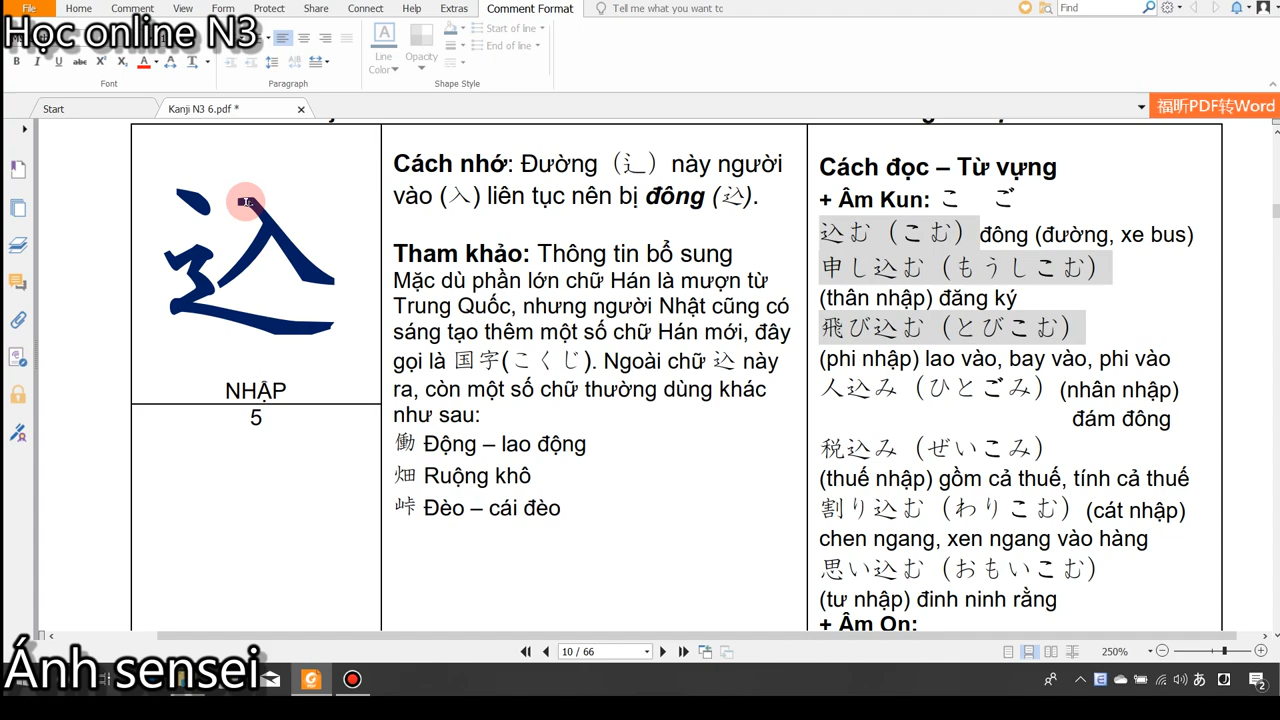 File Home Comment View Form Protect Share Connect Help Extras Comment Format Tell me what you want to Find
Học online N3
Line Color
Opacity
Start of line
End of line
Font Paragraph Shape Style
Start Kanji N3 6.pdf *
福昕PDF转Word
込
NHẬP
5
Cách nhớ: Đường (辶) này người
vào (入) liên tục nên bị đông (込).
Tham khảo: Thông tin bổ sung
Mặc dù phần lớn chữ Hán là mượn từ
Trung Quốc, nhưng người Nhật cũng có
sáng tạo thêm một số chữ Hán mới, đây
gọi là 国字(こくじ). Ngoài chữ 込 này
ra, còn một số chữ thường dùng khác
như sau:
働 Động – lao động
畑 Ruộng khô
峠 Đèo – cái đèo
Cách đọc – Từ vựng
+ Âm Kun: こ ご
込む（こむ）đông (đường, xe bus)
申し込む（もうしこむ）
(thân nhập) đăng ký
飛び込む（とびこむ）
(phi nhập) lao vào, bay vào, phi vào
人込み（ひとごみ）(nhân nhập)
đám đông
税込み（ぜいこみ）
(thuế nhập) gồm cả thuế, tính cả thuế
割り込む（わりこむ）(cát nhập)
chen ngang, xen ngang vào hàng
思い込む（おもいこむ）
(tư nhập) đinh ninh rằng
+ Âm On:
10 / 66
250%
Ánh sensei